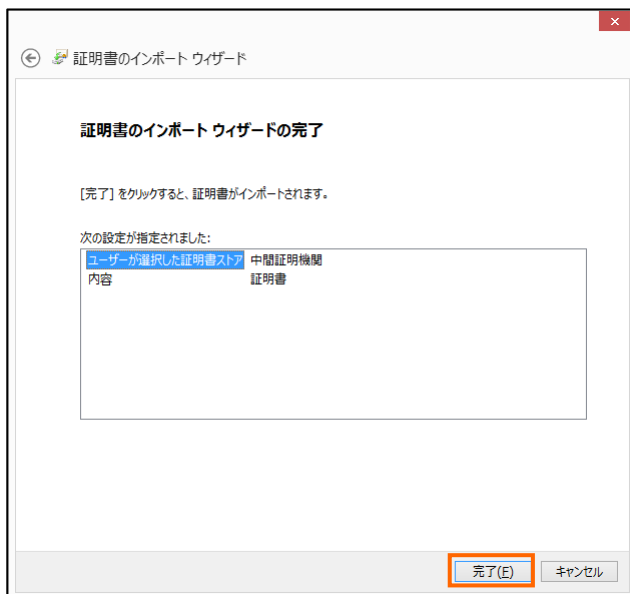 証明書のインポート ウィザード
証明書のインポート ウィザードの完了
[完了] をクリックすると、証明書がインポートされます。
次の設定が指定されました:
ユーザーが選択した証明書ストア 中間証明機関
内容 証明書
完了(F) キャンセル